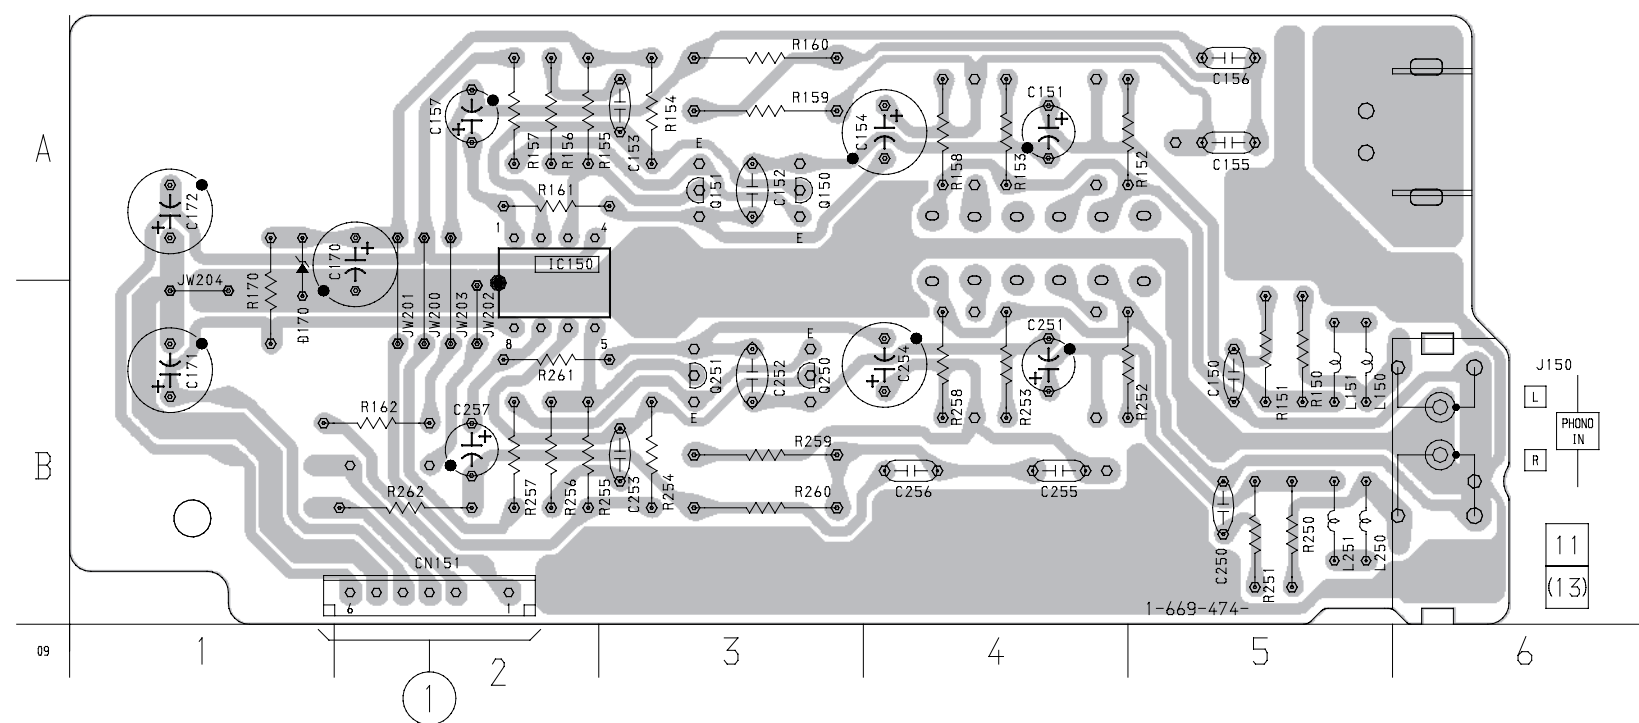 R160
C156
C157
R157
R156
R155
C153
R154
R159
C154
R158
R153
C151
R152
C155
A
E
Q151
C152
Q150
E
R161
1
4
C172
C170
IC150
JW204
R170
D170
JW201
JW200
JW203
JW202
8
5
R261
C171
E
Q251
C252
Q250
E
C254
R258
R253
C251
R252
C150
R151
R150
L151
L150
J150
L
PHONO
IN
R
R162
C257
R259
B
R262
R257
R256
R255
C253
R254
R260
C256
C255
C250
R251
R250
L251
L250
CN151
6
1
1-669-474-
11
(13)
09
1
2
3
4
5
6
1